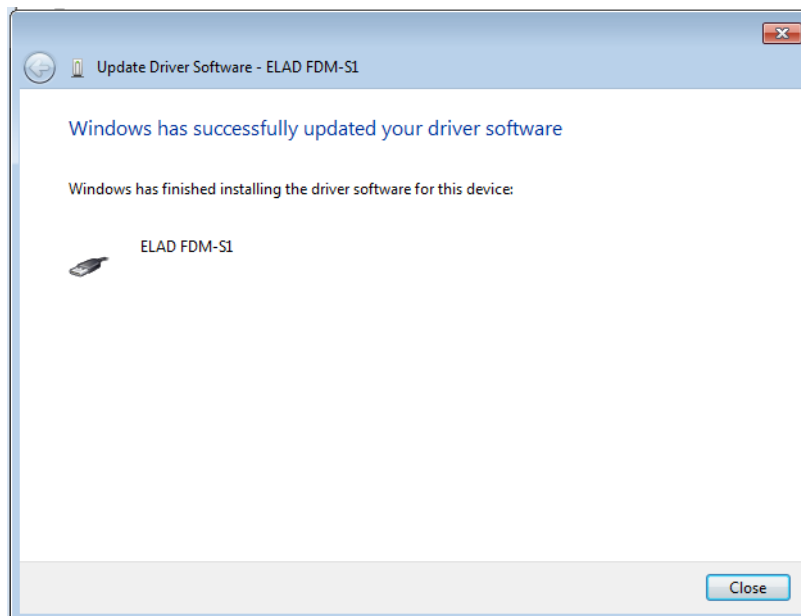 Update Driver Software - ELAD FDM-S1
Windows has successfully updated your driver software
Windows has finished installing the driver software for this device:
ELAD FDM-S1
Close